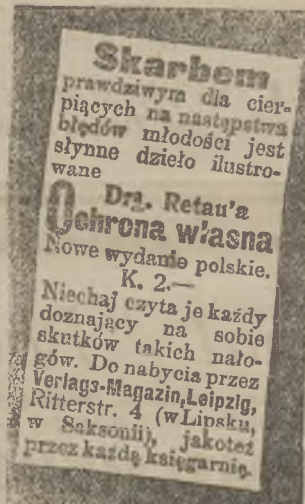 Skarbem
prawdziwym dla cier-
piących na następstwa
błędów młodości jest
słynne dzieło ilustro-
wane
Dra. Retau'a
Ochrona własna
Nowe wydanie polskie.
K. 2.—
Niechaj czyta je każdy
doznający na sobie
skutków takich nało-
gów. Do nabycia przez
Verlags-Magazin, Leipzig,
Ritterstr. 4 (w Lipsku,
w Saksonii), jakoteż
przez każdą księgarnię.